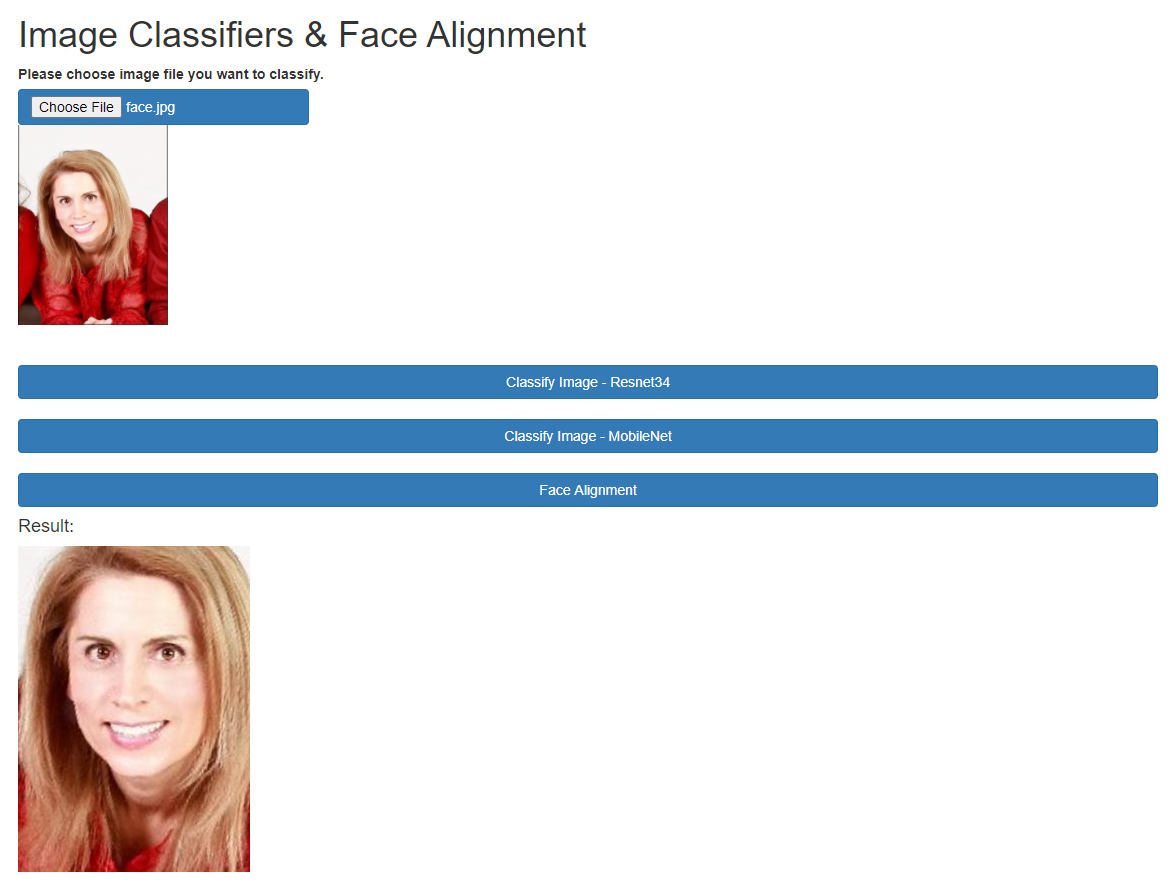 Image Classifiers & Face Alignment
Please choose image file you want to classify.
Choose File face.jpg
Classify Image - Resnet34
Classify Image - MobileNet
Face Alignment
Result: